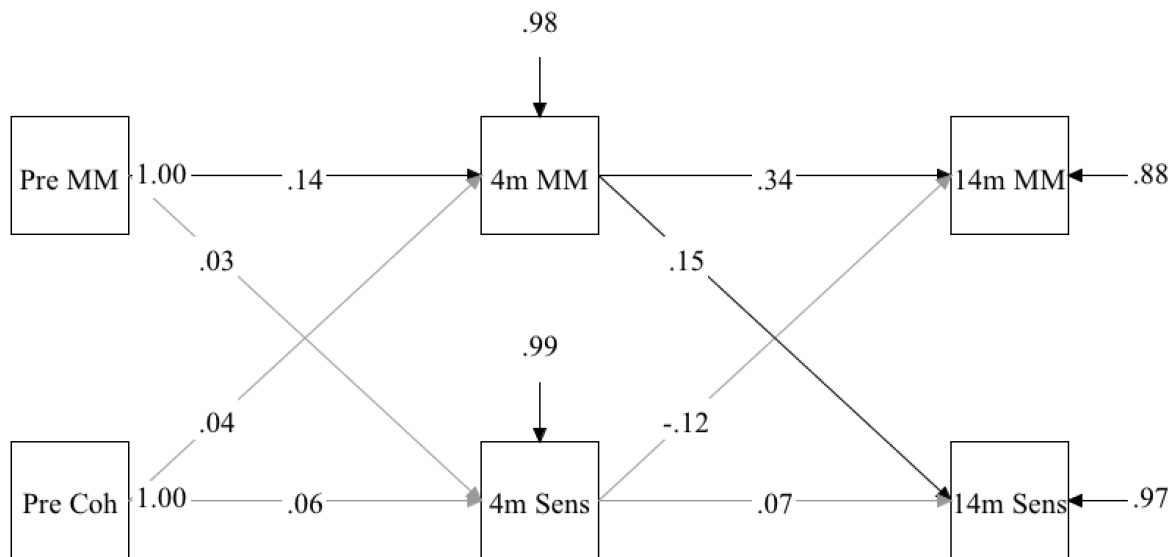 .98
Pre MM
1.00
.14
4m MM
.34
14m MM
.88
.03
.15
.99
.04
-.12
Pre Coh
1.00
.06
4m Sens
.07
14m Sens
.97